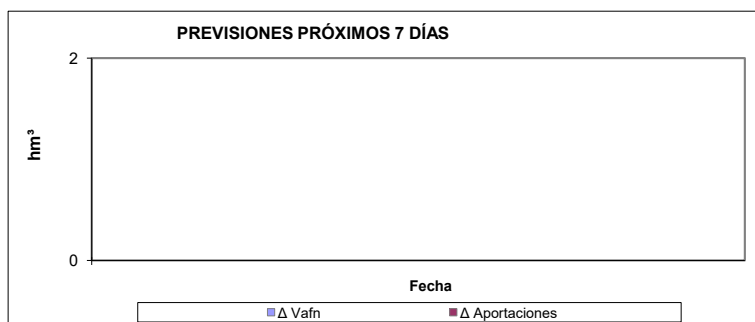 PREVISIONES PRÓXIMOS 7 DÍAS
2
hm³
0
Fecha
Δ Vafn Δ Aportaciones